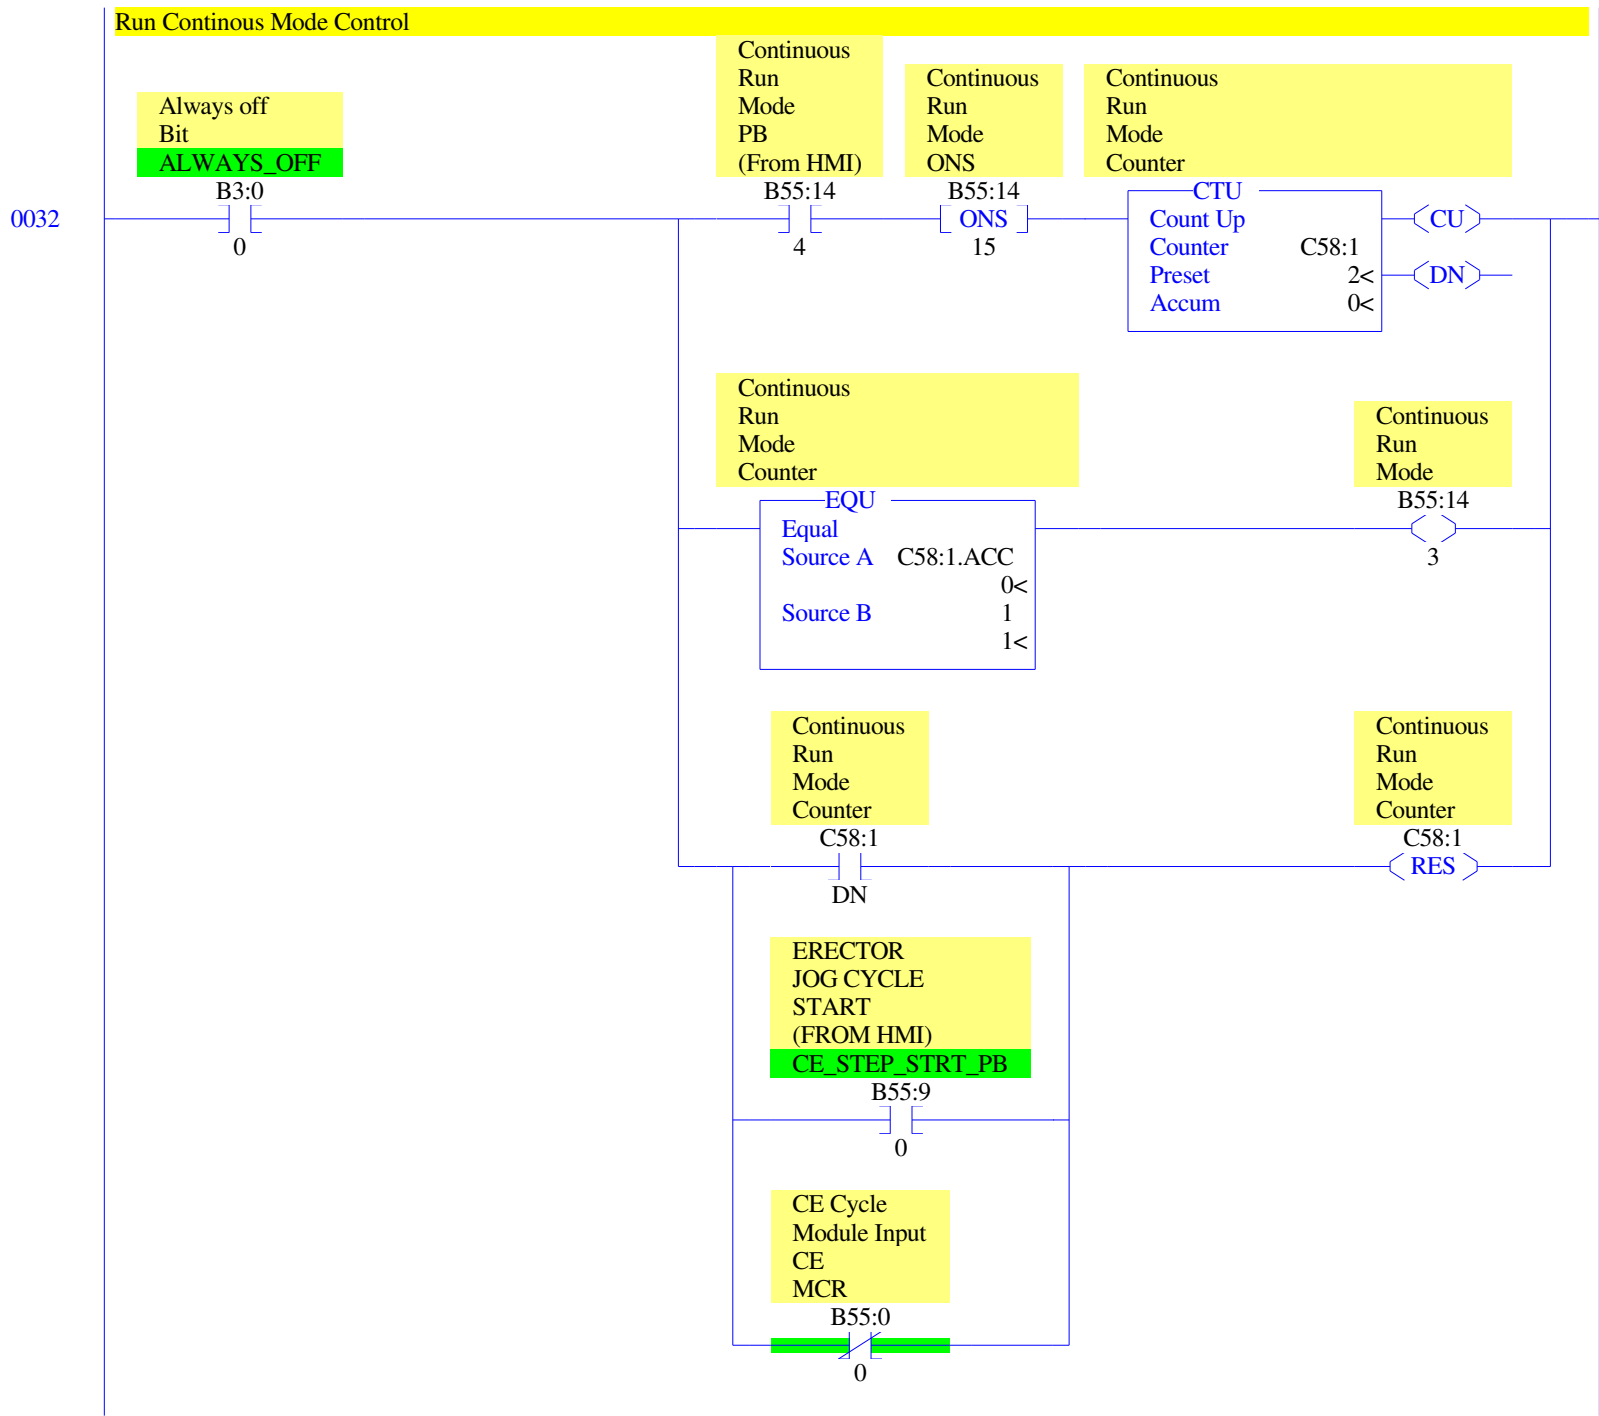 Run Continous Mode Control
Always off
Bit
ALWAYS_OFF
B3:0
0
0032
Continuous
Run
Mode
PB
(From HMI)
B55:14
4
Continuous
Run
Mode
ONS
B55:14
ONS
15
Continuous
Run
Mode
Counter
CTU
Count Up
Counter C58:1
Preset 2<
Accum 0<
CU
DN
Continuous
Run
Mode
Counter
EQU
Equal
Source A C58:1.ACC
0<
Source B 1
1<
Continuous
Run
Mode
B55:14
3
Continuous
Run
Mode
Counter
C58:1
DN
Continuous
Run
Mode
Counter
C58:1
RES
ERECTOR
JOG CYCLE
START
(FROM HMI)
CE_STEP_STRT_PB
B55:9
0
CE Cycle
Module Input
CE
MCR
B55:0
0